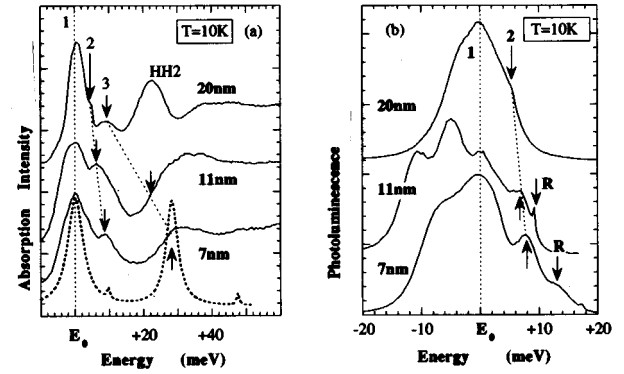 T=10K (a)
1
2
3
HH2
20nm
11nm
7nm
Absorption Intensity
E₀
+20
+40
Energy (meV)
(b)
T=10K
1
2
20nm
11nm
R
7nm
R
Photoluminescence
-20
-10
E₀
+10
+20
Energy (meV)